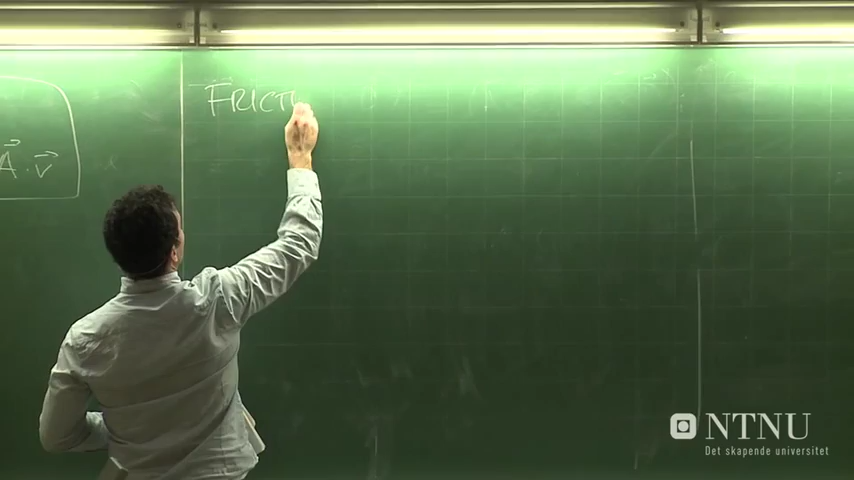 FRICTI
A⃗ · v⃗
NTNU
Det skapende universitet